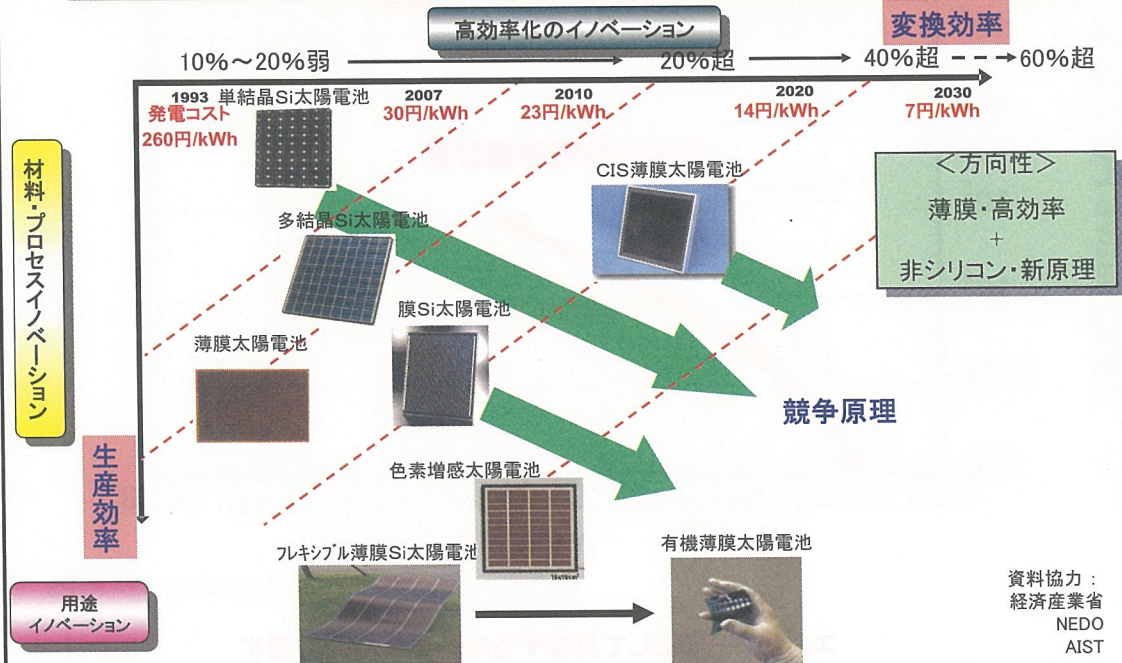 高効率化のイノベーション
変換効率
10%～20%弱
20%超
40%超
60%超
1993
2007
2010
2020
2030
発電コスト
260円/kWh
30円/kWh
23円/kWh
14円/kWh
7円/kWh
単結晶Si太陽電池
材料・プロセスイノベーション
CIS薄膜太陽電池
＜方向性＞
薄膜・高効率
+
非シリコン・新原理
多結晶Si太陽電池
膜Si太陽電池
薄膜太陽電池
競争原理
生産効率
色素増感太陽電池
フレキシブル薄膜Si太陽電池
有機薄膜太陽電池
用途
イノベーション
資料協力：
経済産業省
NEDO
AIST